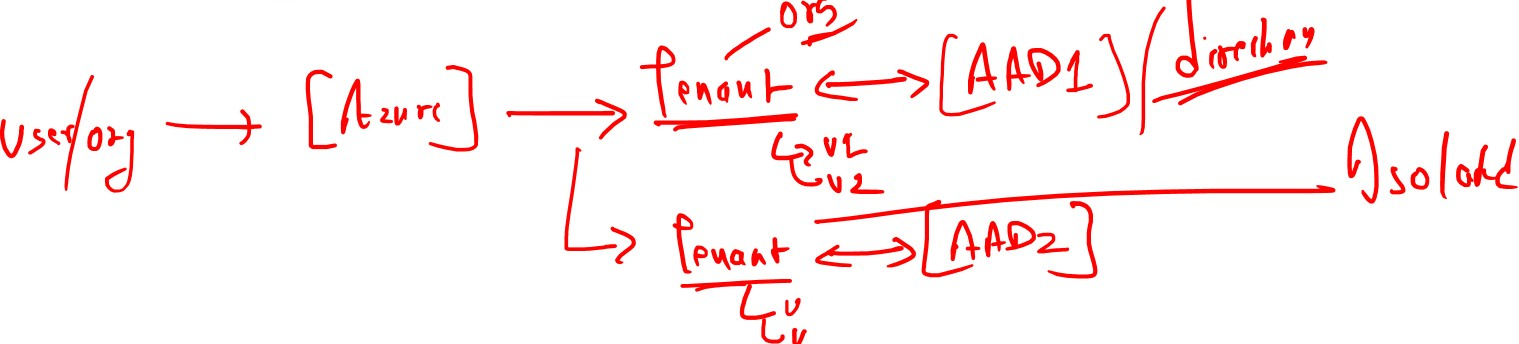 org
User/org → [Azure] → Tenant ↔ [AAD1] / directory
U1
U2
Isolated
Tenant ↔ [AAD2]
U
U